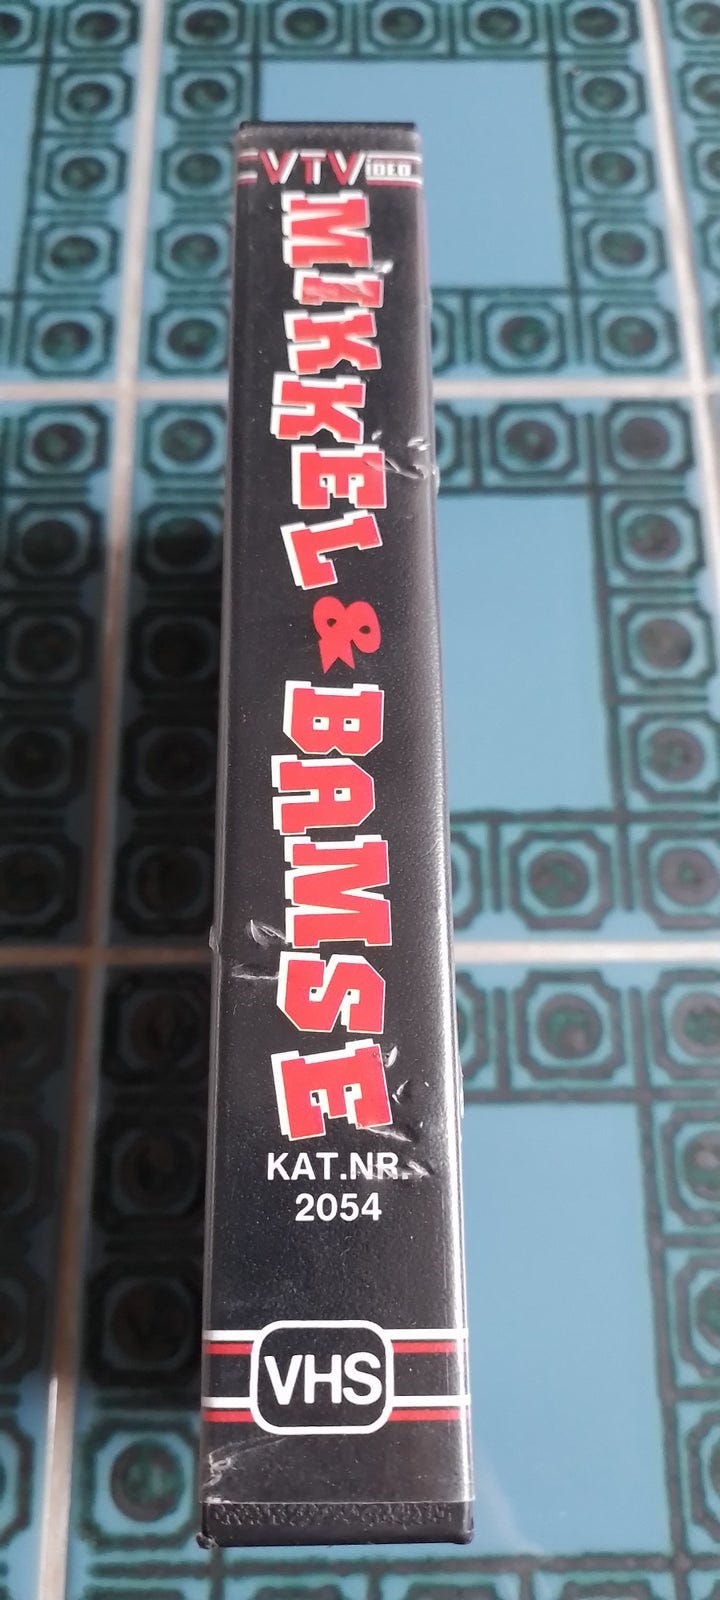 VTVIDEO
MIKKEL & BAMSE
KAT.NR.
2054
VHS